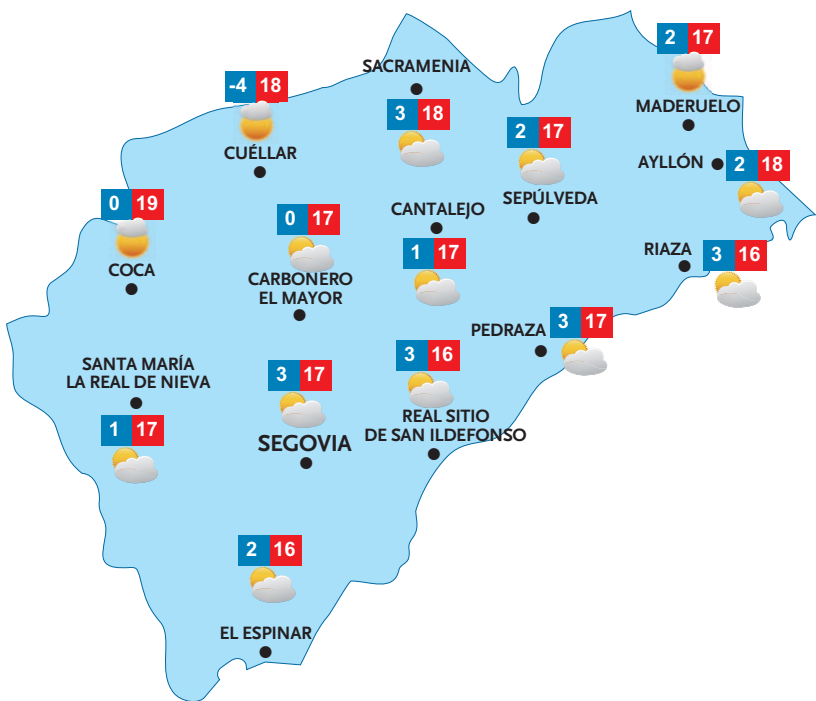 2 17
MADERUELO
SACRAMENIA
3 18
-4 18
CUÉLLAR
2 17
SEPÚLVEDA
AYLLÓN
2 18
0 19
COCA
0 17
CARBONERO
EL MAYOR
CANTALEJO
1 17
RIAZA
3 16
PEDRAZA
3 17
SANTA MARÍA
LA REAL DE NIEVA
1 17
3 17
SEGOVIA
3 16
REAL SITIO
DE SAN ILDEFONSO
2 16
EL ESPINAR